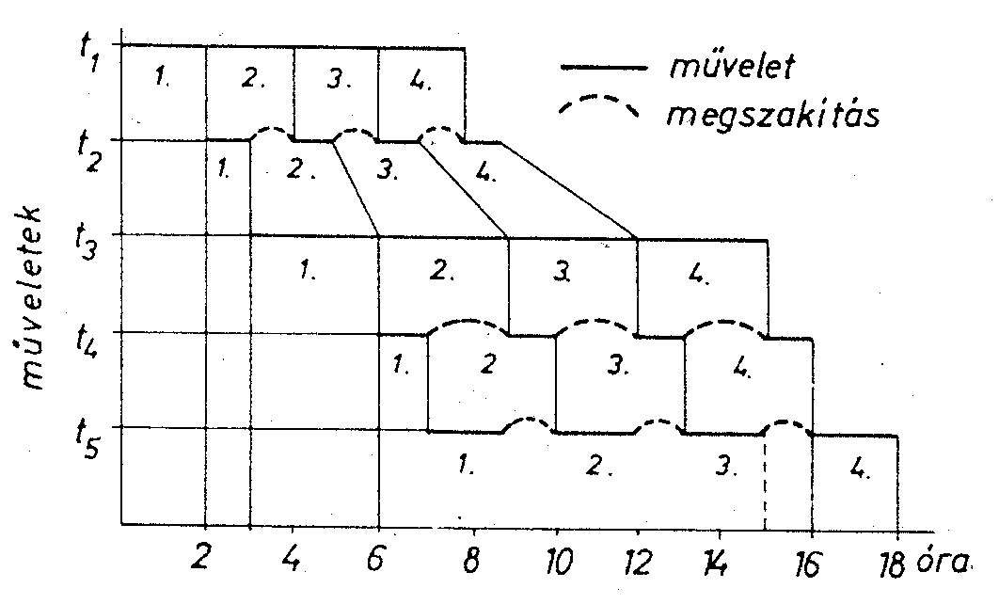 t1
1. 2. 3. 4.
művelet
megszakítás
t2
1. 2. 3. 4.
műveletek
t3
1. 2. 3. 4.
t4
1. 2 3. 4.
t5
1. 2. 3. 4.
2 4 6 8 10 12 14 16 18 óra